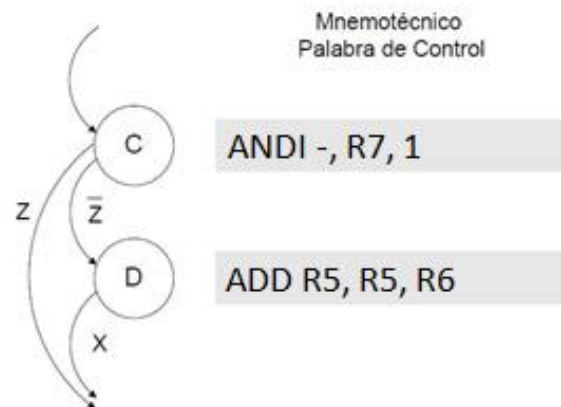 Mnemotécnico
Palabra de Control
C
ANDI -, R7, 1
Z
Z̅
D
ADD R5, R5, R6
X